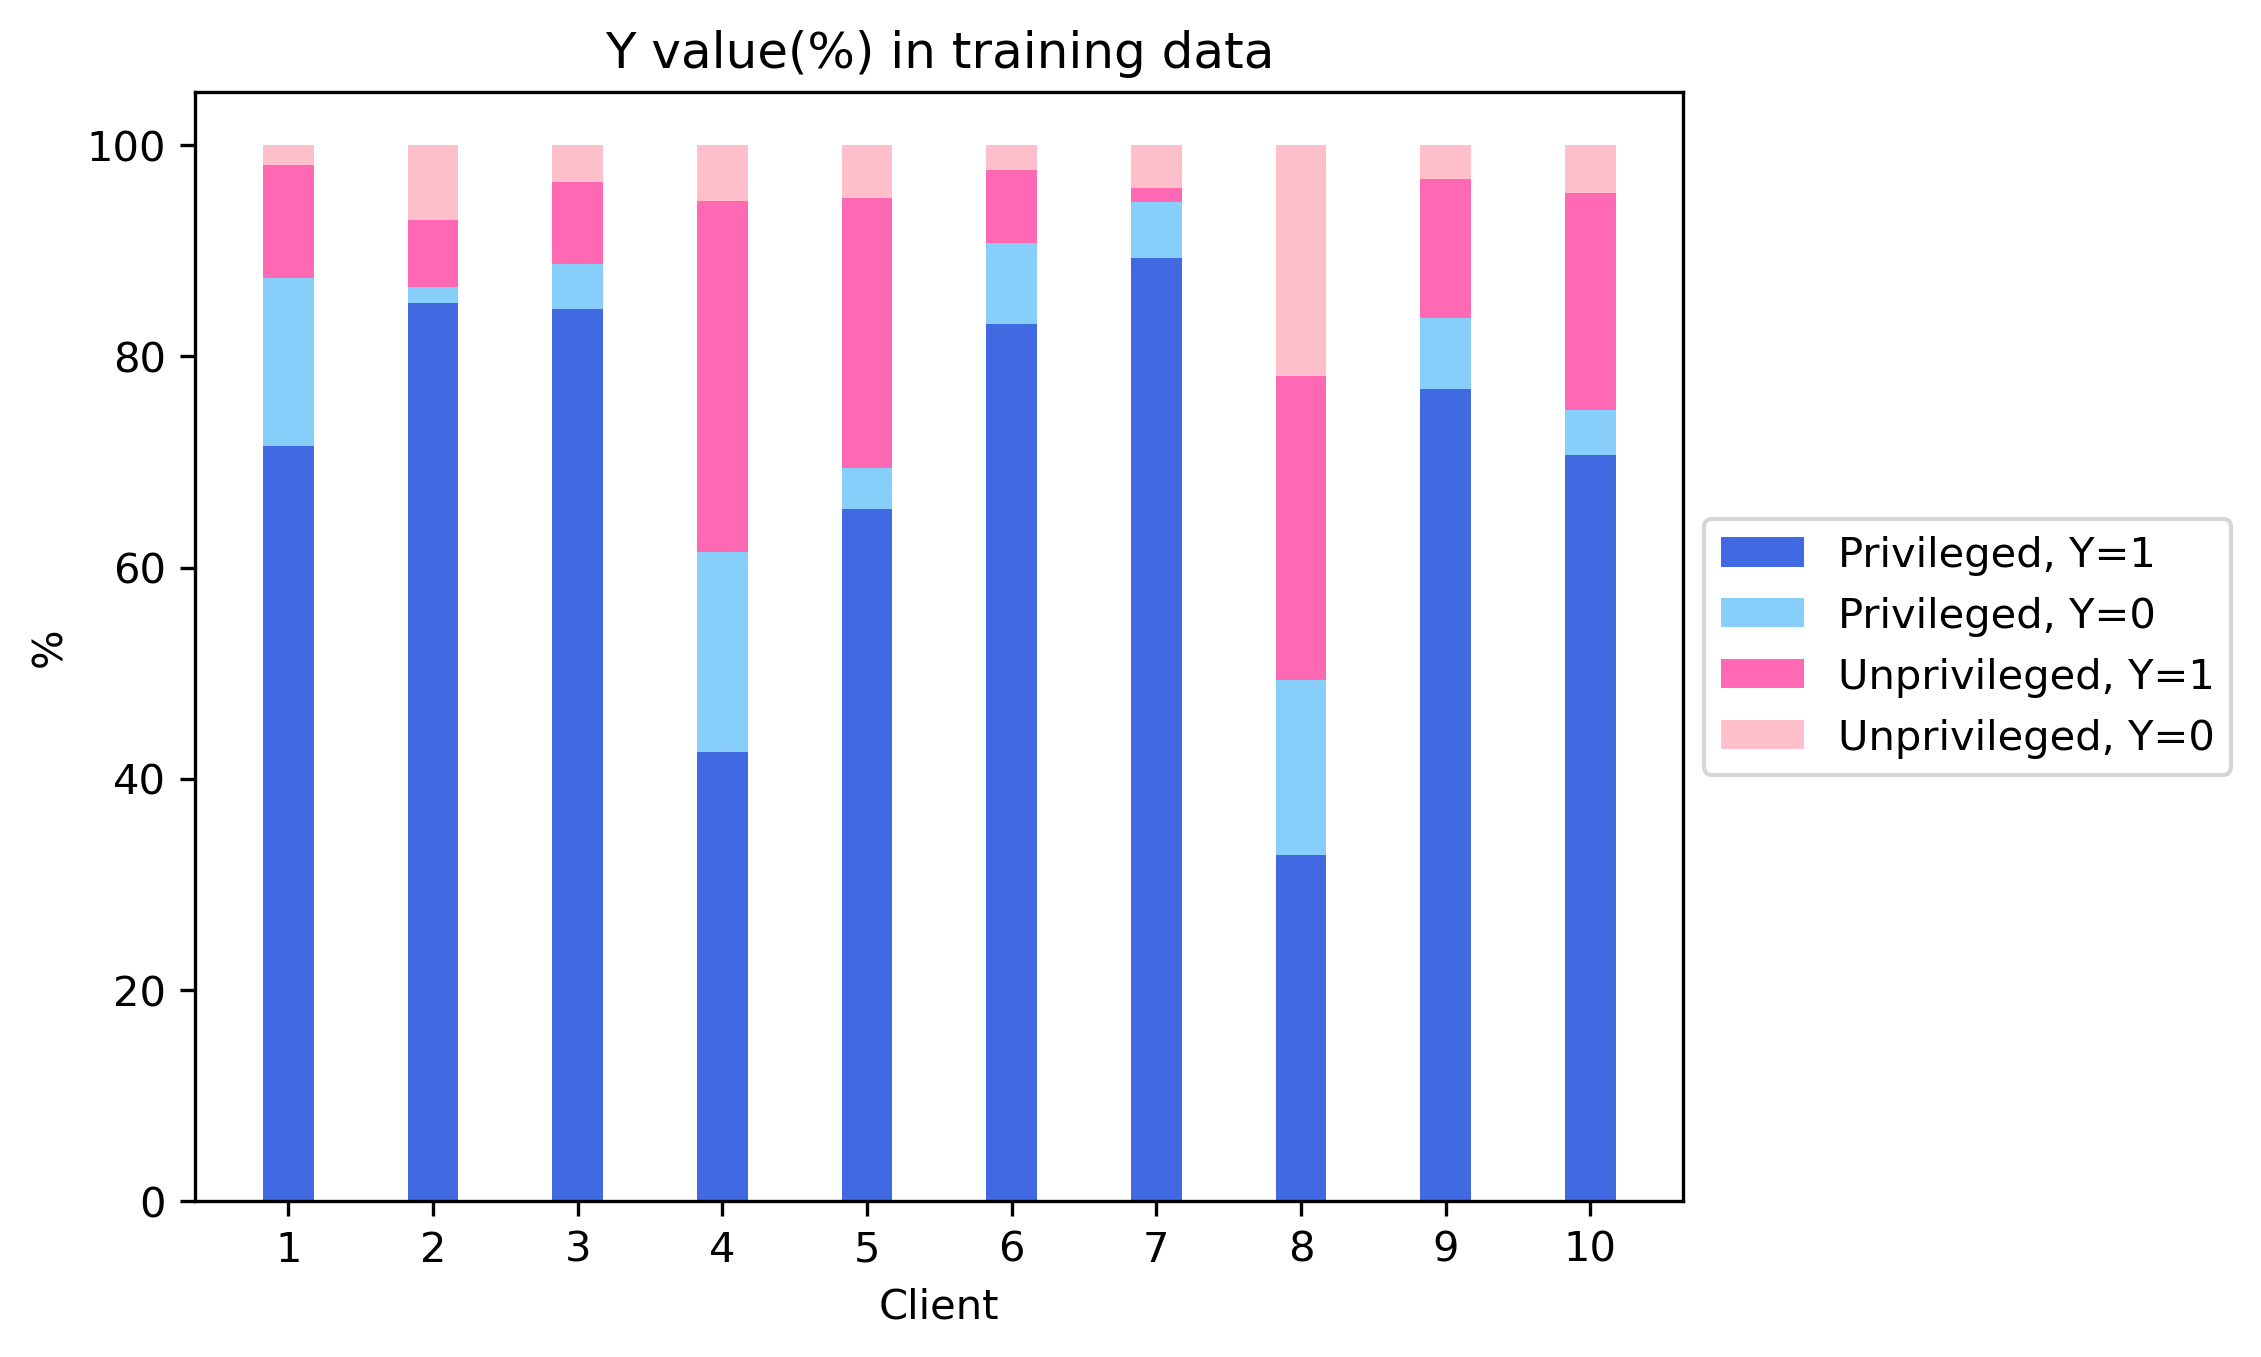 Y value(%) in training data
100
80
60
40
20
0
%
1 2 3 4 5 6 7 8 9 10
Client
Privileged, Y=1
Privileged, Y=0
Unprivileged, Y=1
Unprivileged, Y=0